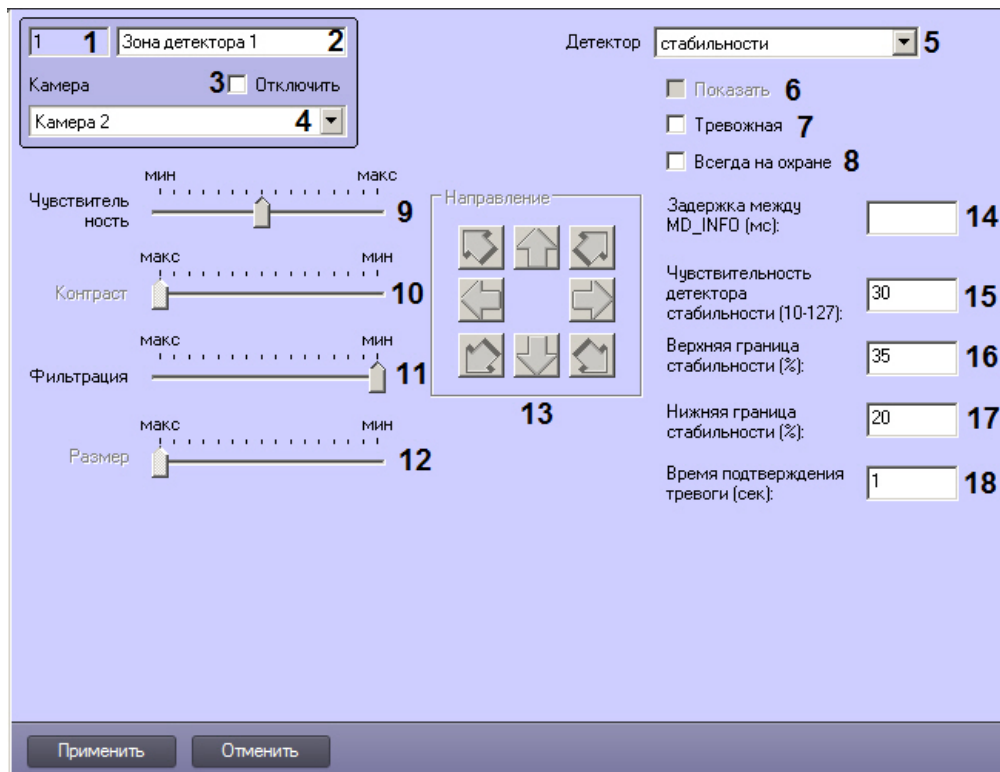 1 1 Зона детектора 1 2
Камера 3 Отключить
Камера 2 4
Детектор стабильности 5
Показать 6
Тревожная 7
Всегда на охране 8
мин макс
Чувствитель
ность 9
макс мин
Контраст 10
макс мин
Фильтрация 11
макс мин
Размер 12
Направление
13
Задержка между
MD_INFO (мс): 14
Чувствительность
детектора
стабильности (10-127): 30 15
Верхняя граница
стабильности (%): 35 16
Нижняя граница
стабильности (%): 20 17
Время подтверждения
тревоги (сек): 1 18
Применить Отменить